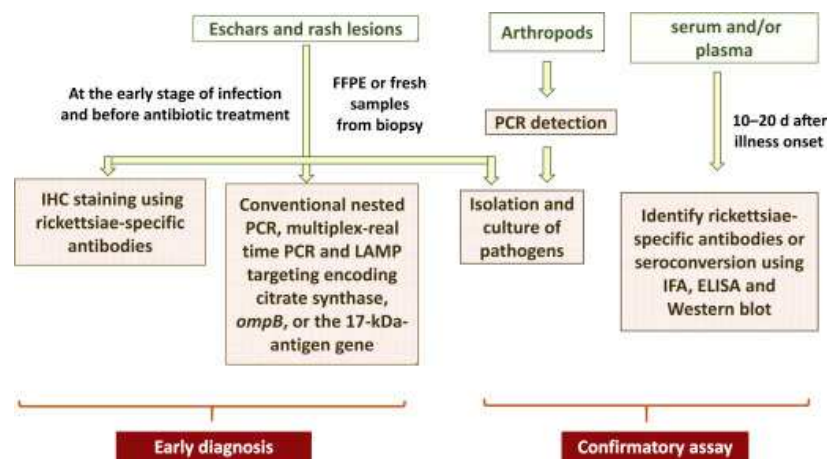 Eschars and rash lesions
Arthropods
serum and/or
plasma
At the early stage of infection
and before antibiotic treatment
FFPE or fresh
samples
from biopsy
PCR detection
10–20 d after
illness onset
IHC staining using
rickettsiae-specific
antibodies
Conventional nested
PCR, multiplex-real
time PCR and LAMP
targeting encoding
citrate synthase,
ompB, or the 17-kDa-
antigen gene
Isolation and
culture of
pathogens
Identify rickettsiae-
specific antibodies or
seroconversion using
IFA, ELISA and
Western blot
Early diagnosis
Confirmatory assay